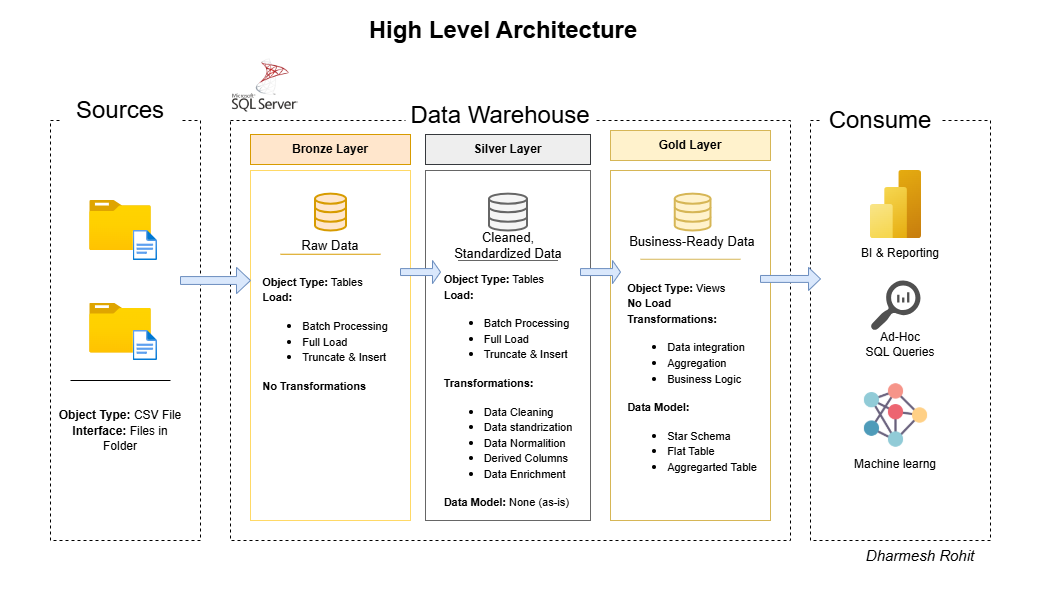 High Level Architecture
Sources
Object Type: CSV File
Interface: Files in
Folder
Microsoft
SQL Server
Data Warehouse
Bronze Layer
Raw Data
Object Type: Tables
Load:
• Batch Processing
• Full Load
• Truncate & Insert
No Transformations
Silver Layer
Cleaned,
Standardized Data
Object Type: Tables
Load:
• Batch Processing
• Full Load
• Truncate & Insert
Transformations:
• Data Cleaning
• Data standrization
• Data Normalition
• Derived Columns
• Data Enrichment
Data Model: None (as-is)
Gold Layer
Business-Ready Data
Object Type: Views
No Load
Transformations:
• Data integration
• Aggregation
• Business Logic
Data Model:
• Star Schema
• Flat Table
• Aggregarted Table
Consume
BI & Reporting
Ad-Hoc
SQL Queries
Machine learng
Dharmesh Rohit